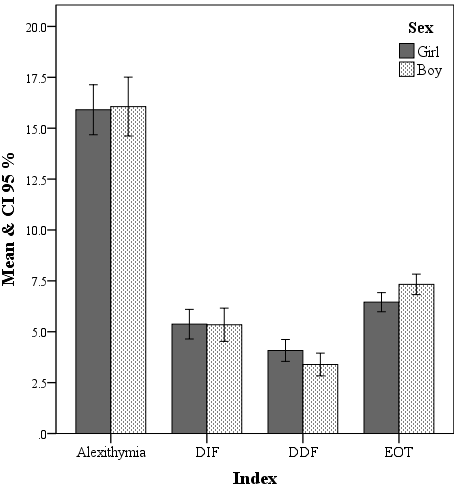 Sex
Girl
Boy
Mean & CI 95 %
20.0
17.5
15.0
12.5
10.0
7.5
5.0
2.5
.0
Alexithymia DIF DDF EOT
Index